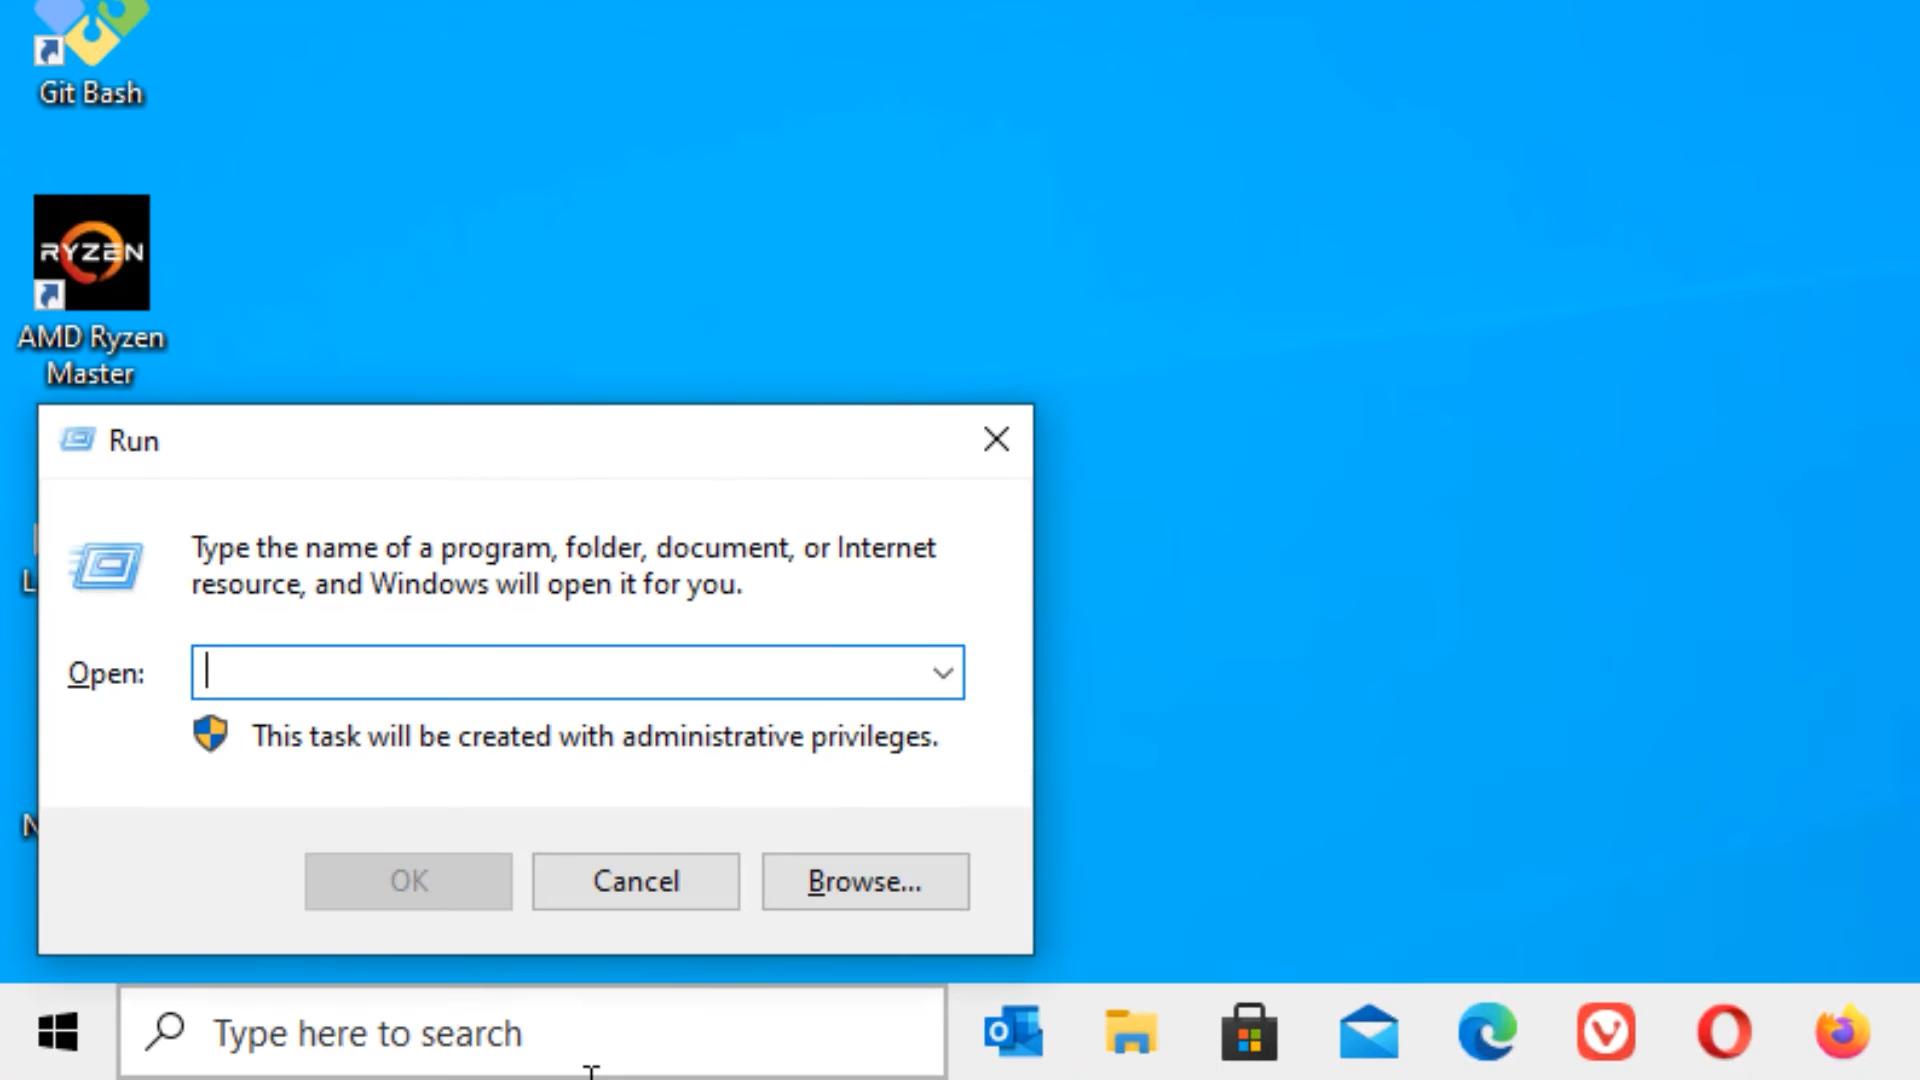 Git Bash
RYZEN
AMD Ryzen
Master
Run
Type the name of a program, folder, document, or Internet
resource, and Windows will open it for you.
Open:
This task will be created with administrative privileges.
OK
Cancel
Browse...
Type here to search